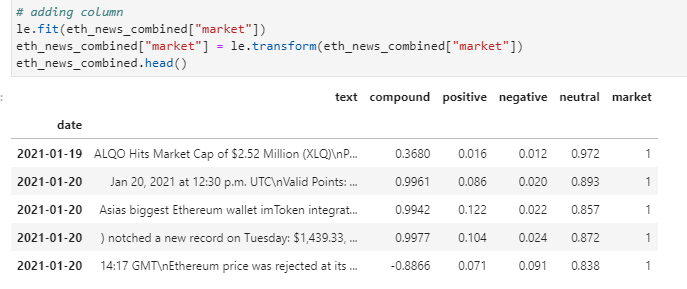 # adding column
le.fit(eth_news_combined["market"])
eth_news_combined["market"] = le.transform(eth_news_combined["market"])
eth_news_combined.head()
:
text compound positive negative neutral market
date
2021-01-19 ALQO Hits Market Cap of $2.52 Million (XLQ)\nP... 0.3680 0.016 0.012 0.972 1
2021-01-20 Jan 20, 2021 at 12:30 p.m. UTC\nValid Points: ... 0.9961 0.086 0.020 0.893 1
2021-01-20 Asias biggest Ethereum wallet imToken integrat... 0.9942 0.122 0.022 0.857 1
2021-01-20 ) notched a new record on Tuesday: $1,439.33, ... 0.9977 0.104 0.024 0.872 1
2021-01-20 14:17 GMT\nEthereum price was rejected at its ... -0.8866 0.071 0.091 0.838 1